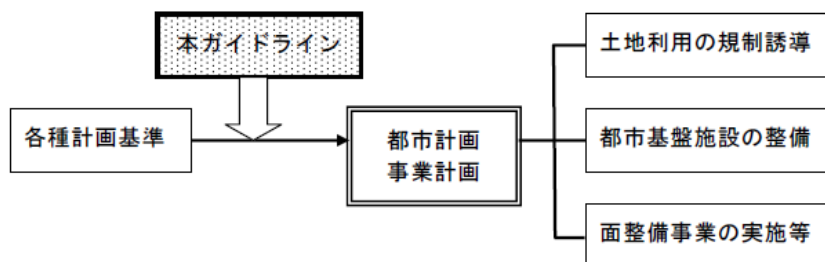 本ガイドライン
各種計画基準
都市計画
事業計画
土地利用の規制誘導
都市基盤施設の整備
面整備事業の実施等